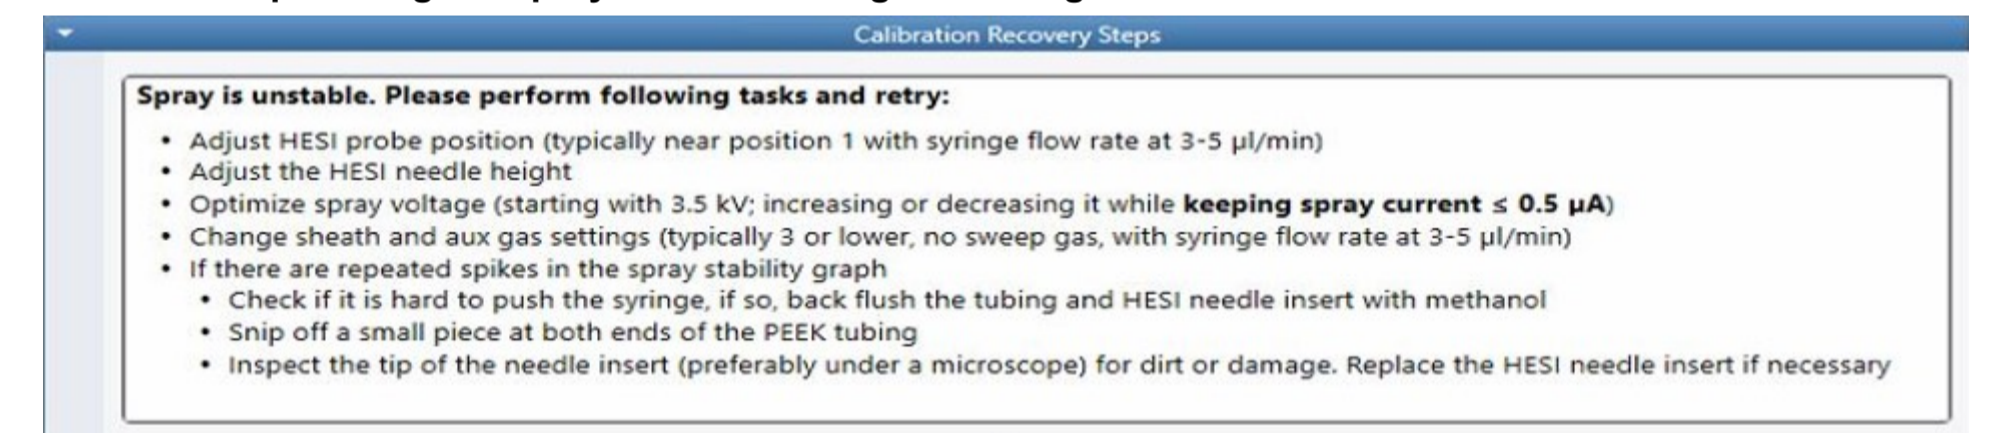 Calibration Recovery Steps
Spray is unstable. Please perform following tasks and retry:
• Adjust HESI probe position (typically near position 1 with syringe flow rate at 3-5 µl/min)
• Adjust the HESI needle height
• Optimize spray voltage (starting with 3.5 kV; increasing or decreasing it while keeping spray current ≤ 0.5 µA)
• Change sheath and aux gas settings (typically 3 or lower, no sweep gas, with syringe flow rate at 3-5 µl/min)
• If there are repeated spikes in the spray stability graph
• Check if it is hard to push the syringe, if so, back flush the tubing and HESI needle insert with methanol
• Snip off a small piece at both ends of the PEEK tubing
• Inspect the tip of the needle insert (preferably under a microscope) for dirt or damage. Replace the HESI needle insert if necessary